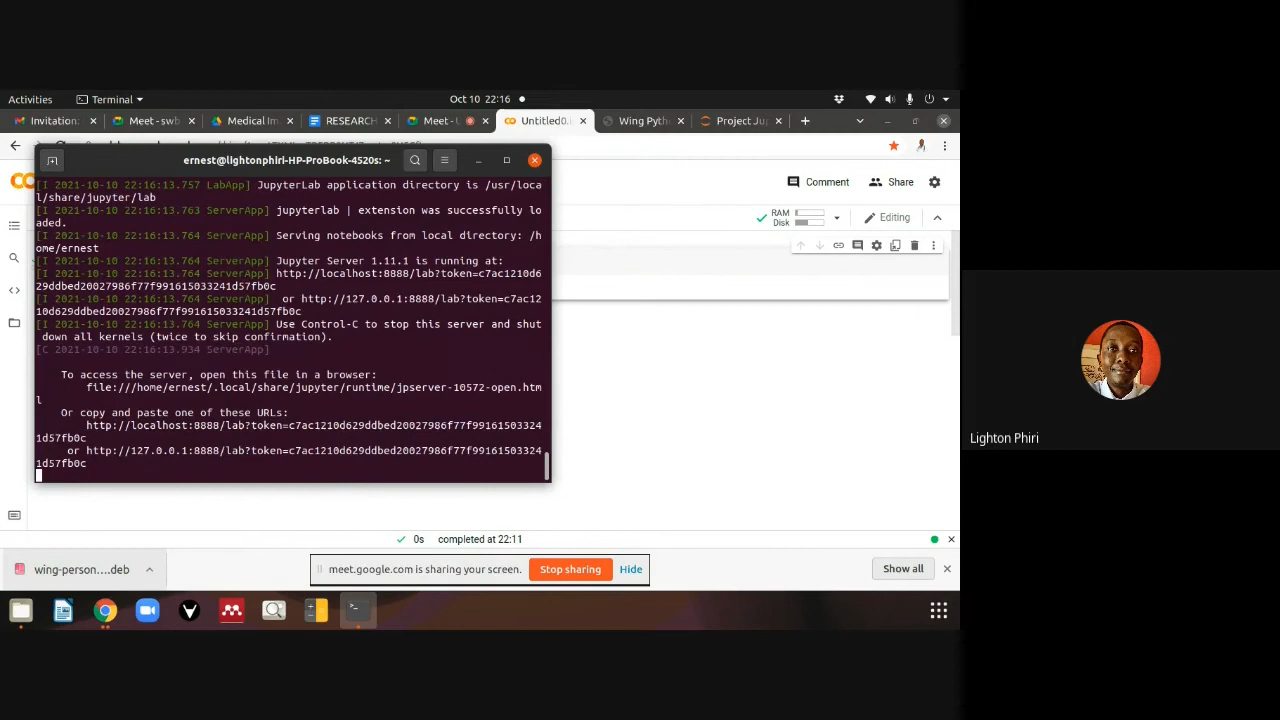 Activities
Terminal
Oct 10 22:16
Invitation:
Meet - swb
Medical Im
RESEARCH
Meet - U
Untitled0.i
Wing Pyth
Project Ju
ernest@lightonphiri-HP-ProBook-4520s: ~
Comment
Share
RAM
Disk
Editing
[I 2021-10-10 22:16:13.757 LabApp] JupyterLab application directory is /usr/loca
l/share/jupyter/lab
[I 2021-10-10 22:16:13.763 ServerApp] jupyterlab | extension was successfully lo
aded.
[I 2021-10-10 22:16:13.764 ServerApp] Serving notebooks from local directory: /h
ome/ernest
[I 2021-10-10 22:16:13.764 ServerApp] Jupyter Server 1.11.1 is running at:
[I 2021-10-10 22:16:13.764 ServerApp] http://localhost:8888/lab?token=c7ac1210d6
29ddbed20027986f77f991615033241d57fb0c
[I 2021-10-10 22:16:13.764 ServerApp]  or http://127.0.0.1:8888/lab?token=c7ac12
10d629ddbed20027986f77f991615033241d57fb0c
[I 2021-10-10 22:16:13.764 ServerApp] Use Control-C to stop this server and shut
down all kernels (twice to skip confirmation).
[C 2021-10-10 22:16:13.934 ServerApp]
To access the server, open this file in a browser:
file:///home/ernest/.local/share/jupyter/runtime/jpserver-10572-open.htm
l
Or copy and paste one of these URLs:
http://localhost:8888/lab?token=c7ac1210d629ddbed20027986f77f99161503324
1d57fb0c
or http://127.0.0.1:8888/lab?token=c7ac1210d629ddbed20027986f77f99161503324
1d57fb0c
Lighton Phiri
0s completed at 22:11
wing-person....deb
meet.google.com is sharing your screen.
Stop sharing
Hide
Show all